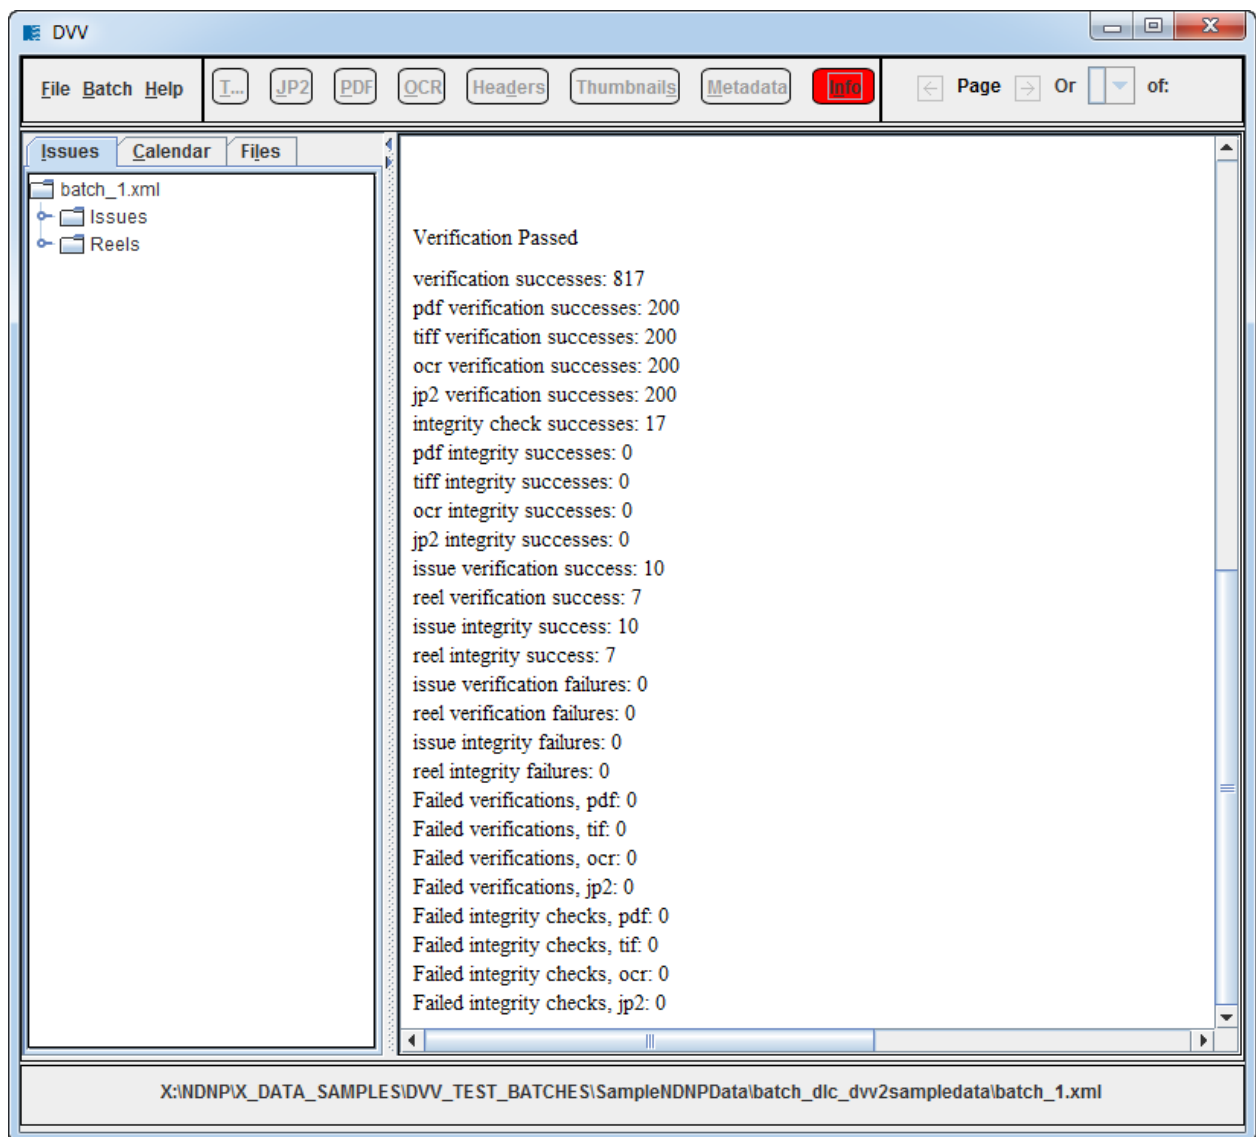 DVV
File Batch Help T... JP2 PDF OCR Headers Thumbnails Metadata Info Page Or of:
Issues Calendar Files
batch_1.xml
Issues
Reels
Verification Passed
verification successes: 817
pdf verification successes: 200
tiff verification successes: 200
ocr verification successes: 200
jp2 verification successes: 200
integrity check successes: 17
pdf integrity successes: 0
tiff integrity successes: 0
ocr integrity successes: 0
jp2 integrity successes: 0
issue verification success: 10
reel verification success: 7
issue integrity success: 10
reel integrity success: 7
issue verification failures: 0
reel verification failures: 0
issue integrity failures: 0
reel integrity failures: 0
Failed verifications, pdf: 0
Failed verifications, tif: 0
Failed verifications, ocr: 0
Failed verifications, jp2: 0
Failed integrity checks, pdf: 0
Failed integrity checks, tif: 0
Failed integrity checks, ocr: 0
Failed integrity checks, jp2: 0
X:\NDNP\X_DATA_SAMPLES\DVV_TEST_BATCHES\SampleNDNPData\batch_dlc_dvv2sampledata\batch_1.xml